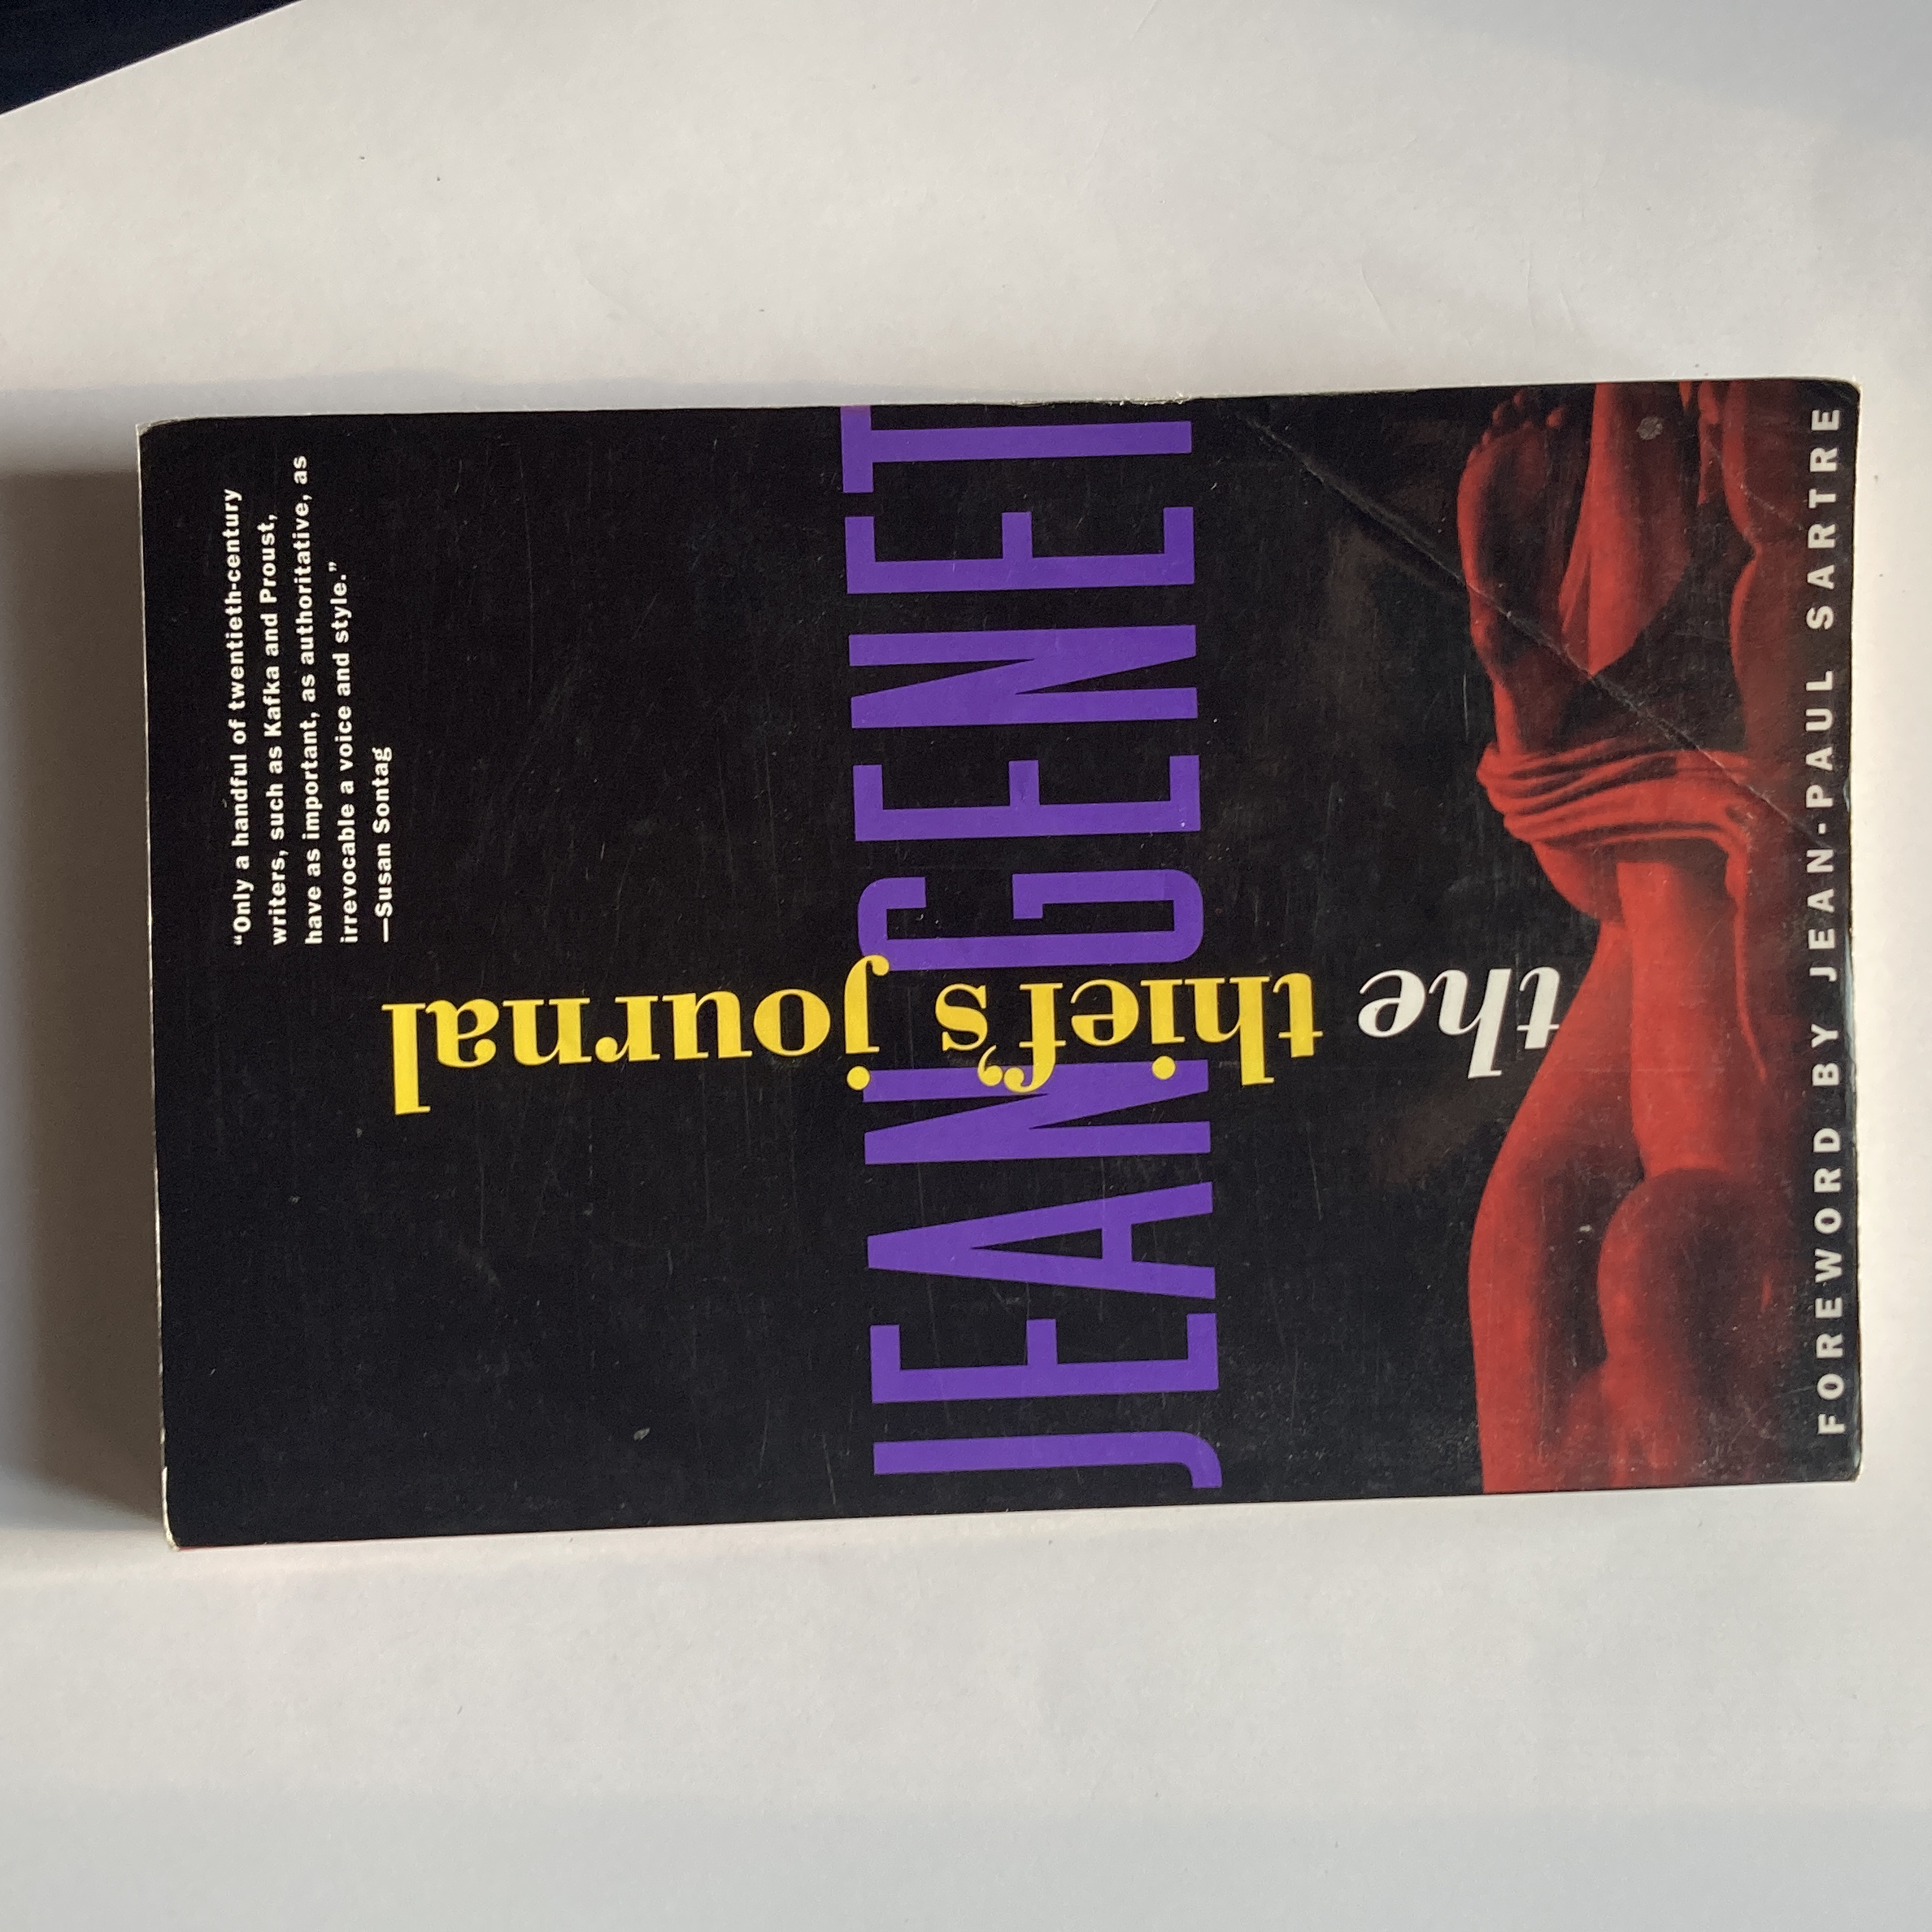 "Only a handful of twentieth-century
writers, such as Kafka and Proust,
have as important, as authoritative, as
irrevocable a voice and style."
—Susan Sontag
JEAN GENET
the thief's journal
FOREWORD BY JEAN-PAUL SARTRE